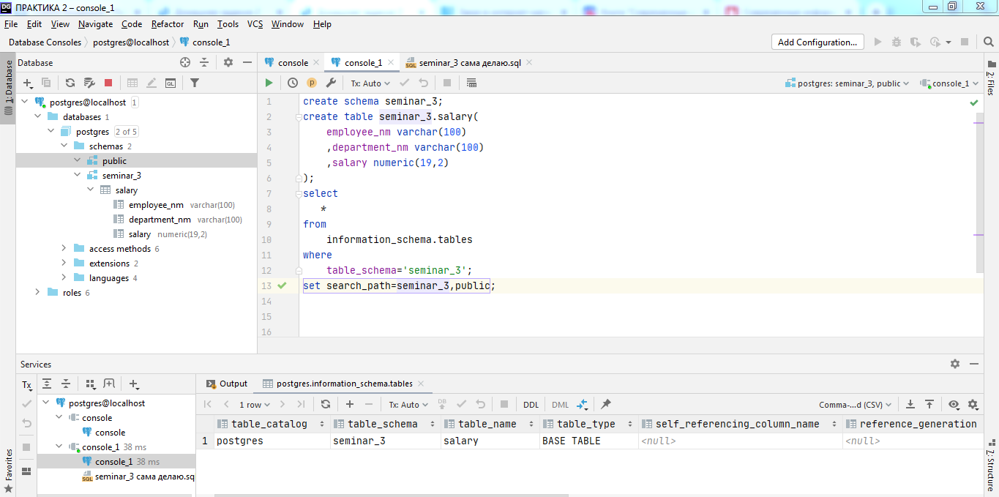 ПРАКТИКА 2 – console_1
File Edit View Navigate Code Refactor Run Tools VCS Window Help
Database Consoles postgres@localhost console_1 Add Configuration...
1: Database
Database
postgres@localhost 1
databases 1
postgres 2 of 5
schemas 2
public
seminar_3
salary
employee_nm varchar(100)
department_nm varchar(100)
salary numeric(19,2)
access methods 6
extensions 2
languages 4
roles 6
console console_1 seminar_3 сама делаю.sql
Tx: Auto postgres: seminar_3, public console_1
1 create schema seminar_3;
2 create table seminar_3.salary(
3 employee_nm varchar(100)
4 ,department_nm varchar(100)
5 ,salary numeric(19,2)
6 );
7 select
8 *
9 from
10 information_schema.tables
11 where
12 table_schema='seminar_3';
13 set search_path=seminar_3,public;
14
15
16
2: Files
Services
Tx
postgres@localhost
console
console
console_1 38 ms
console_1 38 ms
seminar_3 сама делаю.sq
Output postgres.information_schema.tables
1 row Tx: Auto DB DDL DML Comma-...d (CSV)
table_catalog table_schema table_name table_type self_referencing_column_name reference_generation
1 postgres seminar_3 salary BASE TABLE <null> <null>
Favorites
7: Structure